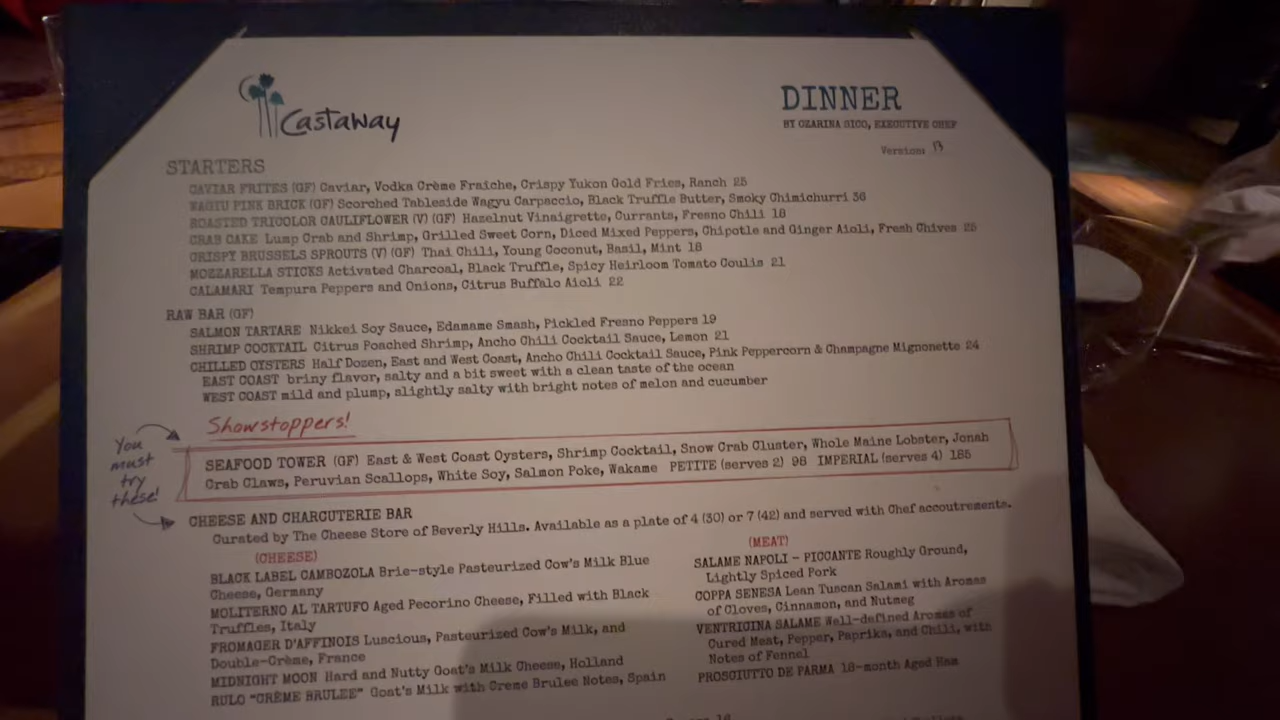 Castaway
DINNER
BY OZARINA SICO, EXECUTIVE CHEF
Version: B
STARTERS
CAVIAR FRITES (GF) Caviar, Vodka Crème Fraiche, Crispy Yukon Gold Fries, Ranch 25
WAGYU PINK BRICK (GF) Scorched Tableside Wagyu Carpaccio, Black Truffle Butter, Smoky Chimichurri 36
ROASTED TRICOLOR CAULIFLOWER (V) (GF) Hazelnut Vinaigrette, Currants, Fresno Chili 18
CRAB CAKE Lump Crab and Shrimp, Grilled Sweet Corn, Diced Mixed Peppers, Chipotle and Ginger Aioli, Fresh Chives 25
CRISPY BRUSSELS SPROUTS (V) (GF) Thai Chili, Young Coconut, Basil, Mint 18
MOZZARELLA STICKS Activated Charcoal, Black Truffle, Spicy Heirloom Tomato Coulis 21
CALAMARI Tempura Peppers and Onions, Citrus Buffalo Aioli 22
RAW BAR (GF)
SALMON TARTARE Nikkei Soy Sauce, Edamame Smash, Pickled Fresno Peppers 19
SHRIMP COCKTAIL Citrus Poached Shrimp, Ancho Chili Cocktail Sauce, Lemon 21
CHILLED OYSTERS Half Dozen, East and West Coast, Ancho Chili Cocktail Sauce, Pink Peppercorn & Champagne Mignonette 24
EAST COAST briny flavor, salty and a bit sweet with a clean taste of the ocean
WEST COAST mild and plump, slightly salty with bright notes of melon and cucumber
Showstoppers!
You
must
try
these!
SEAFOOD TOWER (GF) East & West Coast Oysters, Shrimp Cocktail, Snow Crab Cluster, Whole Maine Lobster, Jonah
Crab Claws, Peruvian Scallops, White Soy, Salmon Poke, Wakame PETITE (serves 2) 98 IMPERIAL (serves 4) 185
CHEESE AND CHARCUTERIE BAR
Curated by The Cheese Store of Beverly Hills. Available as a plate of 4 (30) or 7 (42) and served with Chef accoutrements.
(CHEESE)
BLACK LABEL CAMBOZOLA Brie-style Pasteurized Cow's Milk Blue
Cheese, Germany
MOLITERNO AL TARTUFO Aged Pecorino Cheese, Filled with Black
Truffles, Italy
FROMAGER D'AFFINOIS Luscious, Pasteurized Cow's Milk, and
Double-Crème, France
MIDNIGHT MOON Hard and Nutty Goat's Milk Cheese, Holland
RULO "CRÈME BRULEE" Goat's Milk with Creme Brulee Notes, Spain
(MEAT)
SALAME NAPOLI - PICCANTE Roughly Ground,
Lightly Spiced Pork
COPPA SENESA Lean Tuscan Salami with Aromas
of Cloves, Cinnamon, and Nutmeg
VENTRICINA SALAME Well-defined Aromas of
Cured Meat, Pepper, Paprika, and Chili, with
Notes of Fennel
PROSCIUTTO DE PARMA 18-month Aged Ham